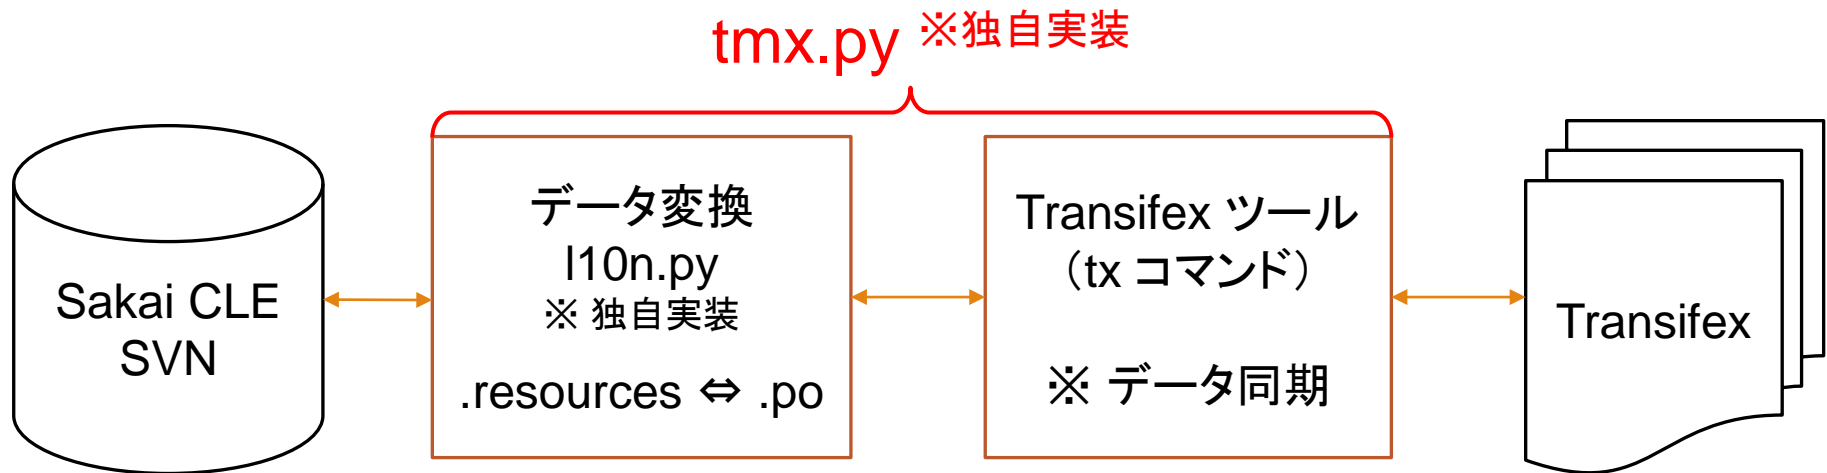 tmx.py ※独自実装
Sakai CLE
SVN
データ変換
l10n.py
※ 独自実装
.resources ⇔ .po
Transifex ツール
（tx コマンド）
※ データ同期
Transifex